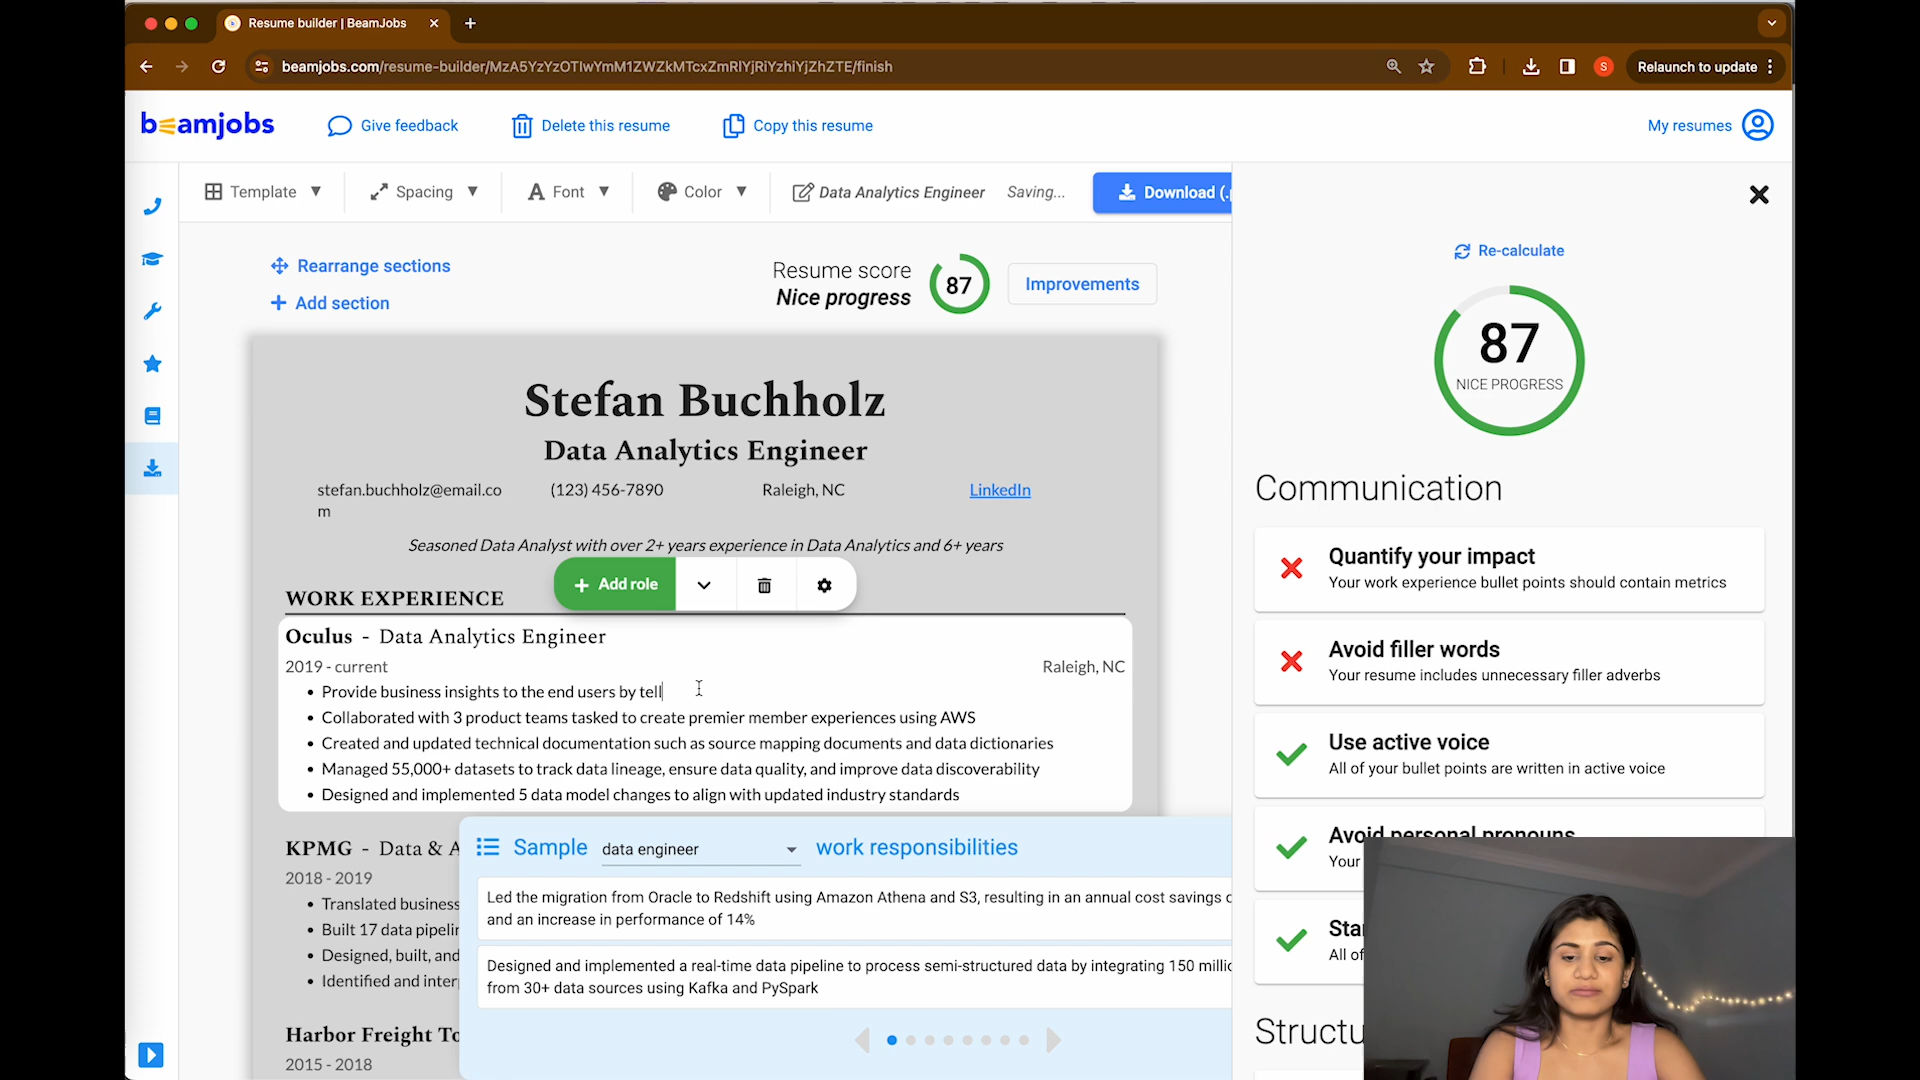 Resume builder | BeamJobs
beamjobs.com/resume-builder/MzA5YzYzOTIwYmM1ZWZkMTcxZmRlYjRiYzhiYjZhZTE/finish
S
Relaunch to update
beamjobs
Give feedback
Delete this resume
Copy this resume
My resumes
Template
Spacing
Font
Color
Data Analytics Engineer
Saving...
Download (.
Rearrange sections
Add section
Resume score
Nice progress
87
Improvements
Stefan Buchholz
Data Analytics Engineer
stefan.buchholz@email.co
m
(123) 456-7890
Raleigh, NC
LinkedIn
Seasoned Data Analyst with over 2+ years experience in Data Analytics and 6+ years
Add role
WORK EXPERIENCE
Oculus - Data Analytics Engineer
2019 - current
Raleigh, NC
• Provide business insights to the end users by tell
• Collaborated with 3 product teams tasked to create premier member experiences using AWS
• Created and updated technical documentation such as source mapping documents and data dictionaries
• Managed 55,000+ datasets to track data lineage, ensure data quality, and improve data discoverability
• Designed and implemented 5 data model changes to align with updated industry standards
KPMG - Data & A
2018 - 2019
• Translated business
• Built 17 data pipelin
• Designed, built, and
• Identified and inter
Harbor Freight To
2015 - 2018
Sample data engineer work responsibilities
Led the migration from Oracle to Redshift using Amazon Athena and S3, resulting in an annual cost savings
and an increase in performance of 14%
Designed and implemented a real-time data pipeline to process semi-structured data by integrating 150 millio
from 30+ data sources using Kafka and PySpark
Re-calculate
87
NICE PROGRESS
Communication
Quantify your impact
Your work experience bullet points should contain metrics
Avoid filler words
Your resume includes unnecessary filler adverbs
Use active voice
All of your bullet points are written in active voice
Avoid personal pronouns
Your
Sta
All of
Structu